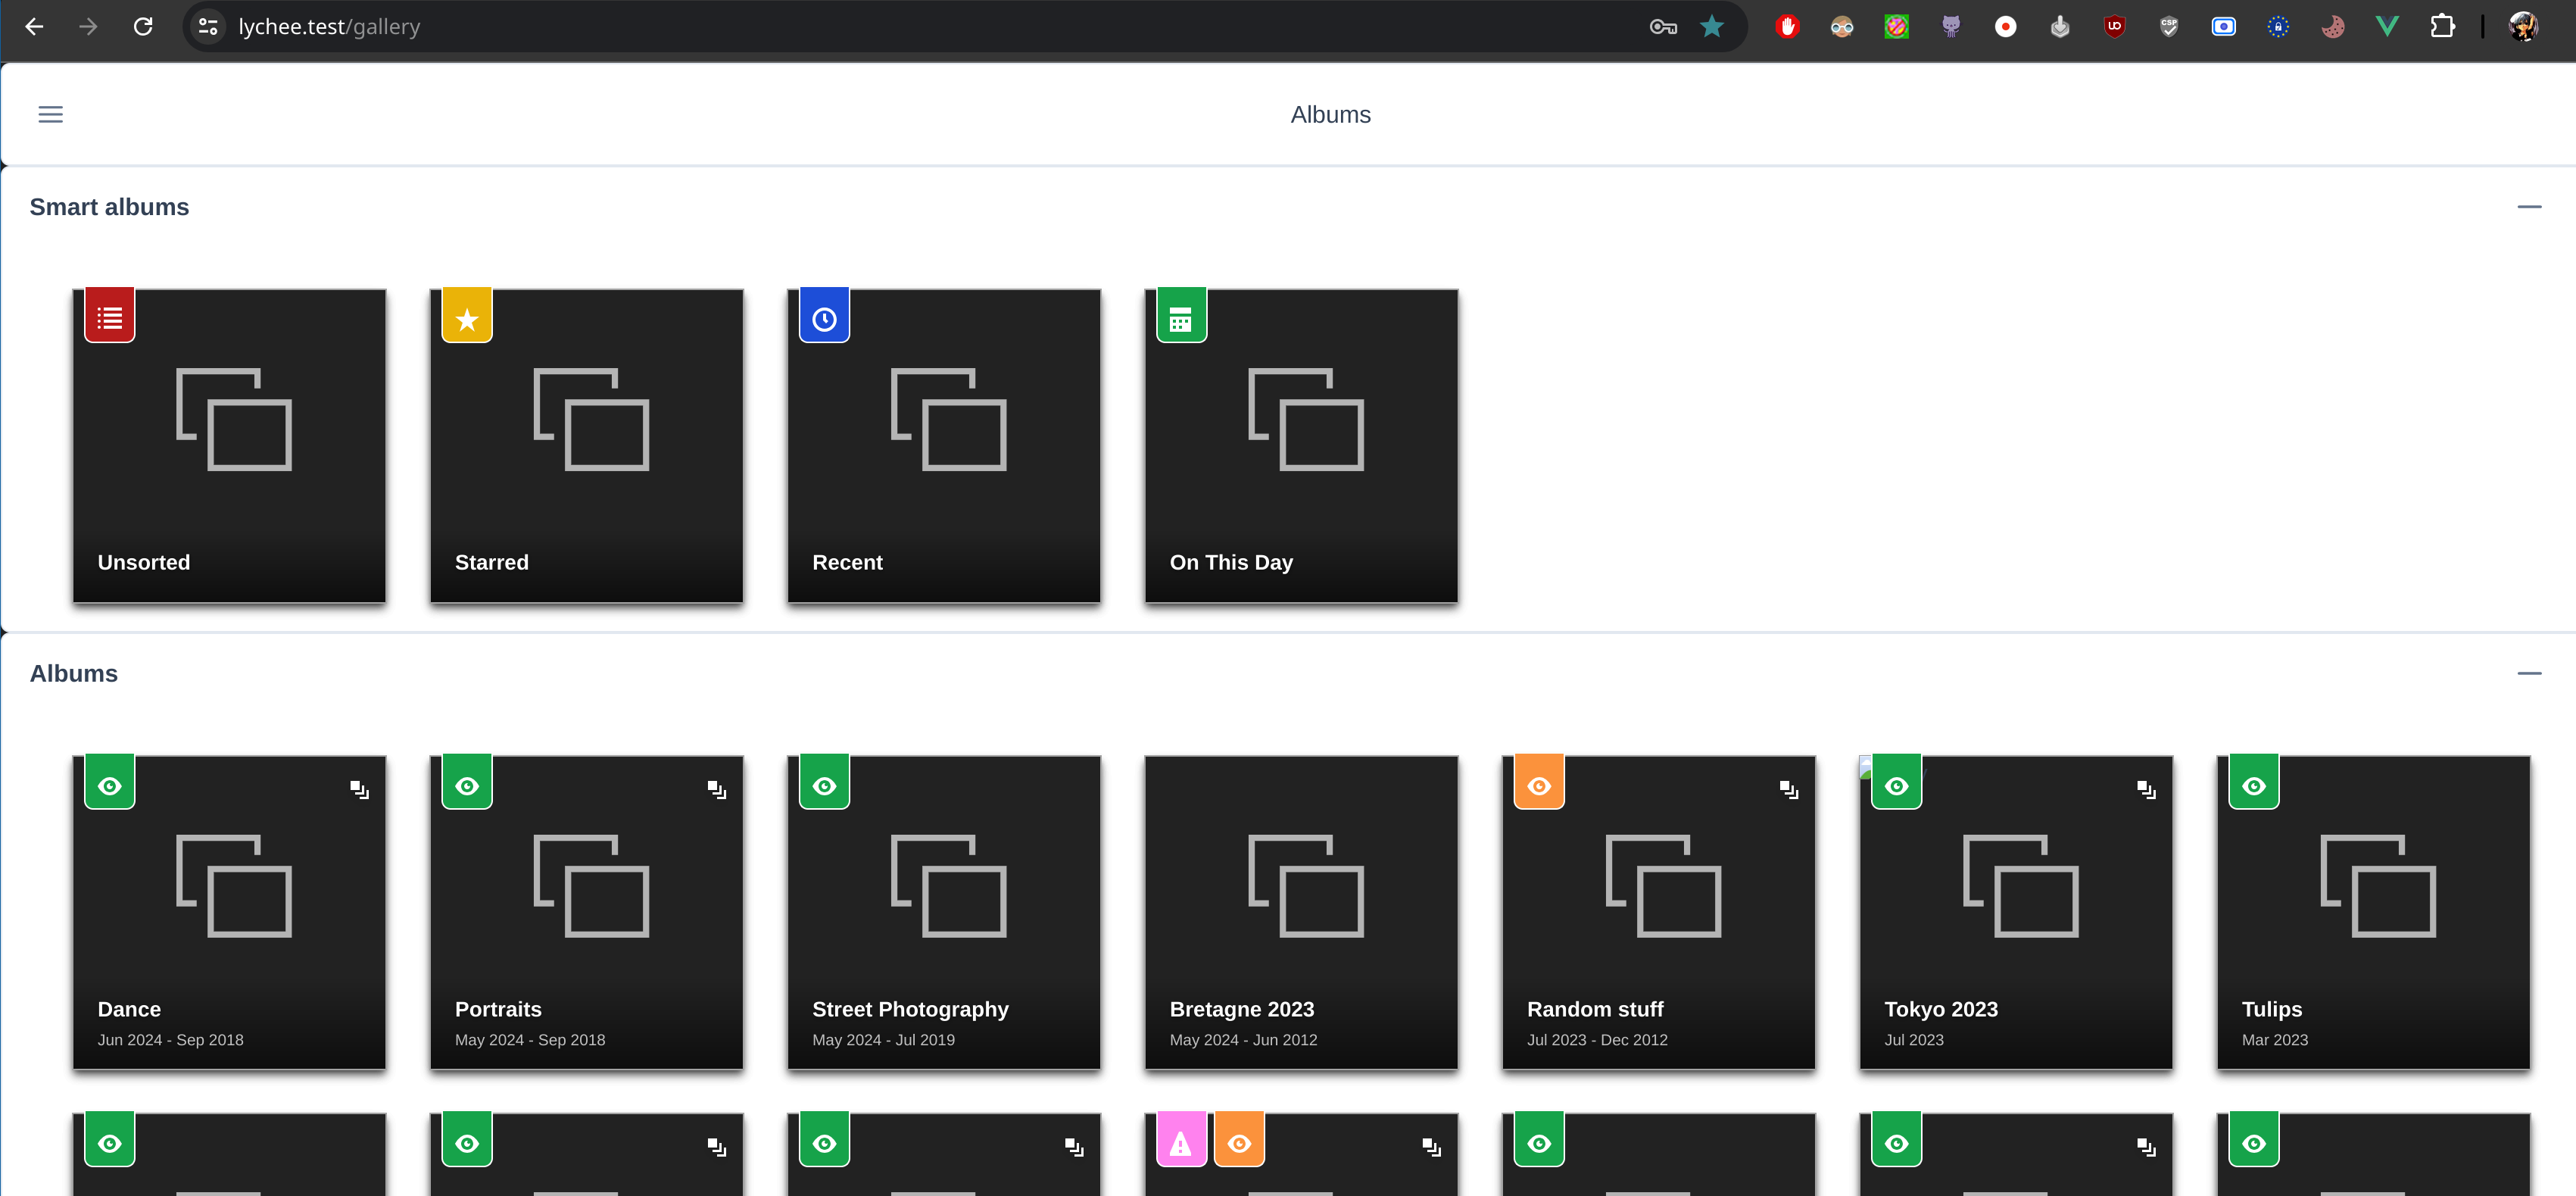 lychee.test/gallery
Albums
Smart albums
Unsorted
Starred
Recent
On This Day
Albums
Dance
Jun 2024 - Sep 2018
Portraits
May 2024 - Sep 2018
Street Photography
May 2024 - Jul 2019
Bretagne 2023
May 2024 - Jun 2012
Random stuff
Jul 2023 - Dec 2012
Tokyo 2023
Jul 2023
Tulips
Mar 2023